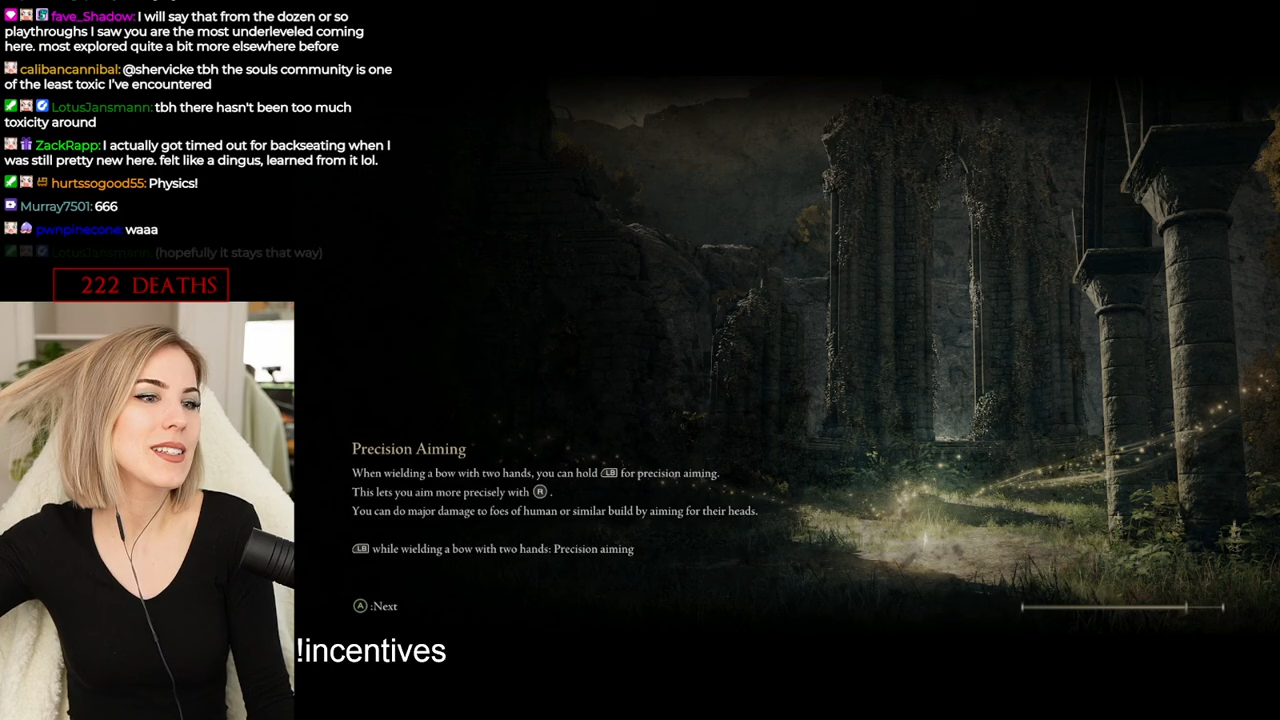 fave_Shadow: I will say that from the dozen or so
playthroughs I saw you are the most underleveled coming
here. most explored quite a bit more elsewhere before
calibancannibal: @shervicke tbh the souls community is one
of the least toxic I've encountered
LotusJansmann: tbh there hasn't been too much
toxicity around
ZackRapp: I actually got timed out for backseating when I
was still pretty new here. felt like a dingus, learned from it lol.
hurtssogood55: Physics!
Murray7501: 666
pwnpinecone: waaa
LotusJansmann: (hopefully it stays that way)
222 DEATHS
Precision Aiming
When wielding a bow with two hands, you can hold LB for precision aiming.
This lets you aim more precisely with R .
You can do major damage to foes of human or similar build by aiming for their heads.
LB while wielding a bow with two hands: Precision aiming
A :Next
!incentives